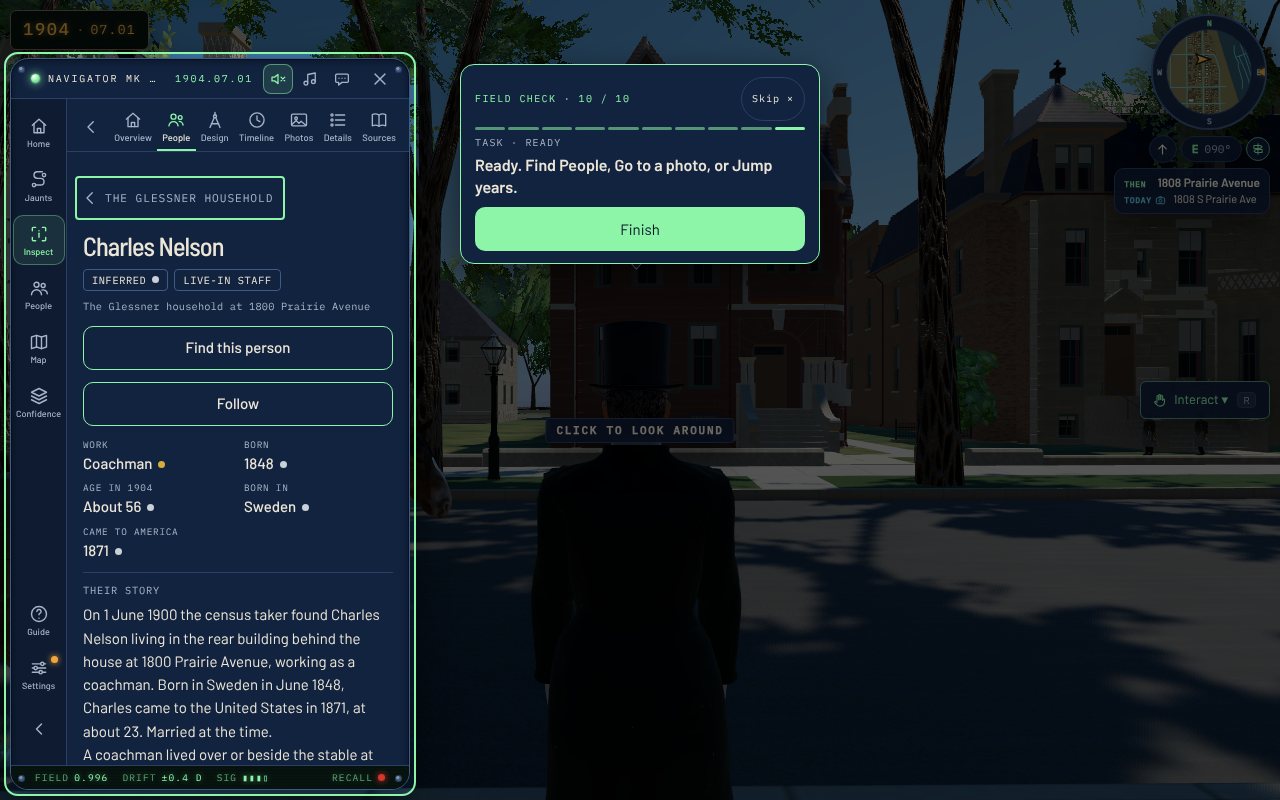 1904 · 07.01
NAVIGATOR MK …
1904.07.01
Home
Jaunts
Inspect
People
Map
Confidence
Guide
Settings
Overview
People
Design
Timeline
Photos
Details
Sources
THE GLESSNER HOUSEHOLD
Charles Nelson
INFERRED
LIVE-IN STAFF
The Glessner household at 1800 Prairie Avenue
Find this person
Follow
WORK
Coachman
BORN
1848
AGE IN 1904
About 56
BORN IN
Sweden
CAME TO AMERICA
1871
THEIR STORY
On 1 June 1900 the census taker found Charles
Nelson living in the rear building behind the
house at 1800 Prairie Avenue, working as a
coachman. Born in Sweden in June 1848,
Charles came to the United States in 1871, at
about 23. Married at the time.
A coachman lived over or beside the stable at
FIELD 0.996
DRIFT ±0.4 D
SIG
RECALL
FIELD CHECK · 10 / 10
Skip ×
TASK · READY
Ready. Find People, Go to a photo, or Jump
years.
Finish
CLICK TO LOOK AROUND
N
W
E
S
E 090°
THEN 1808 Prairie Avenue
TODAY 1808 S Prairie Ave
Interact ▾ R